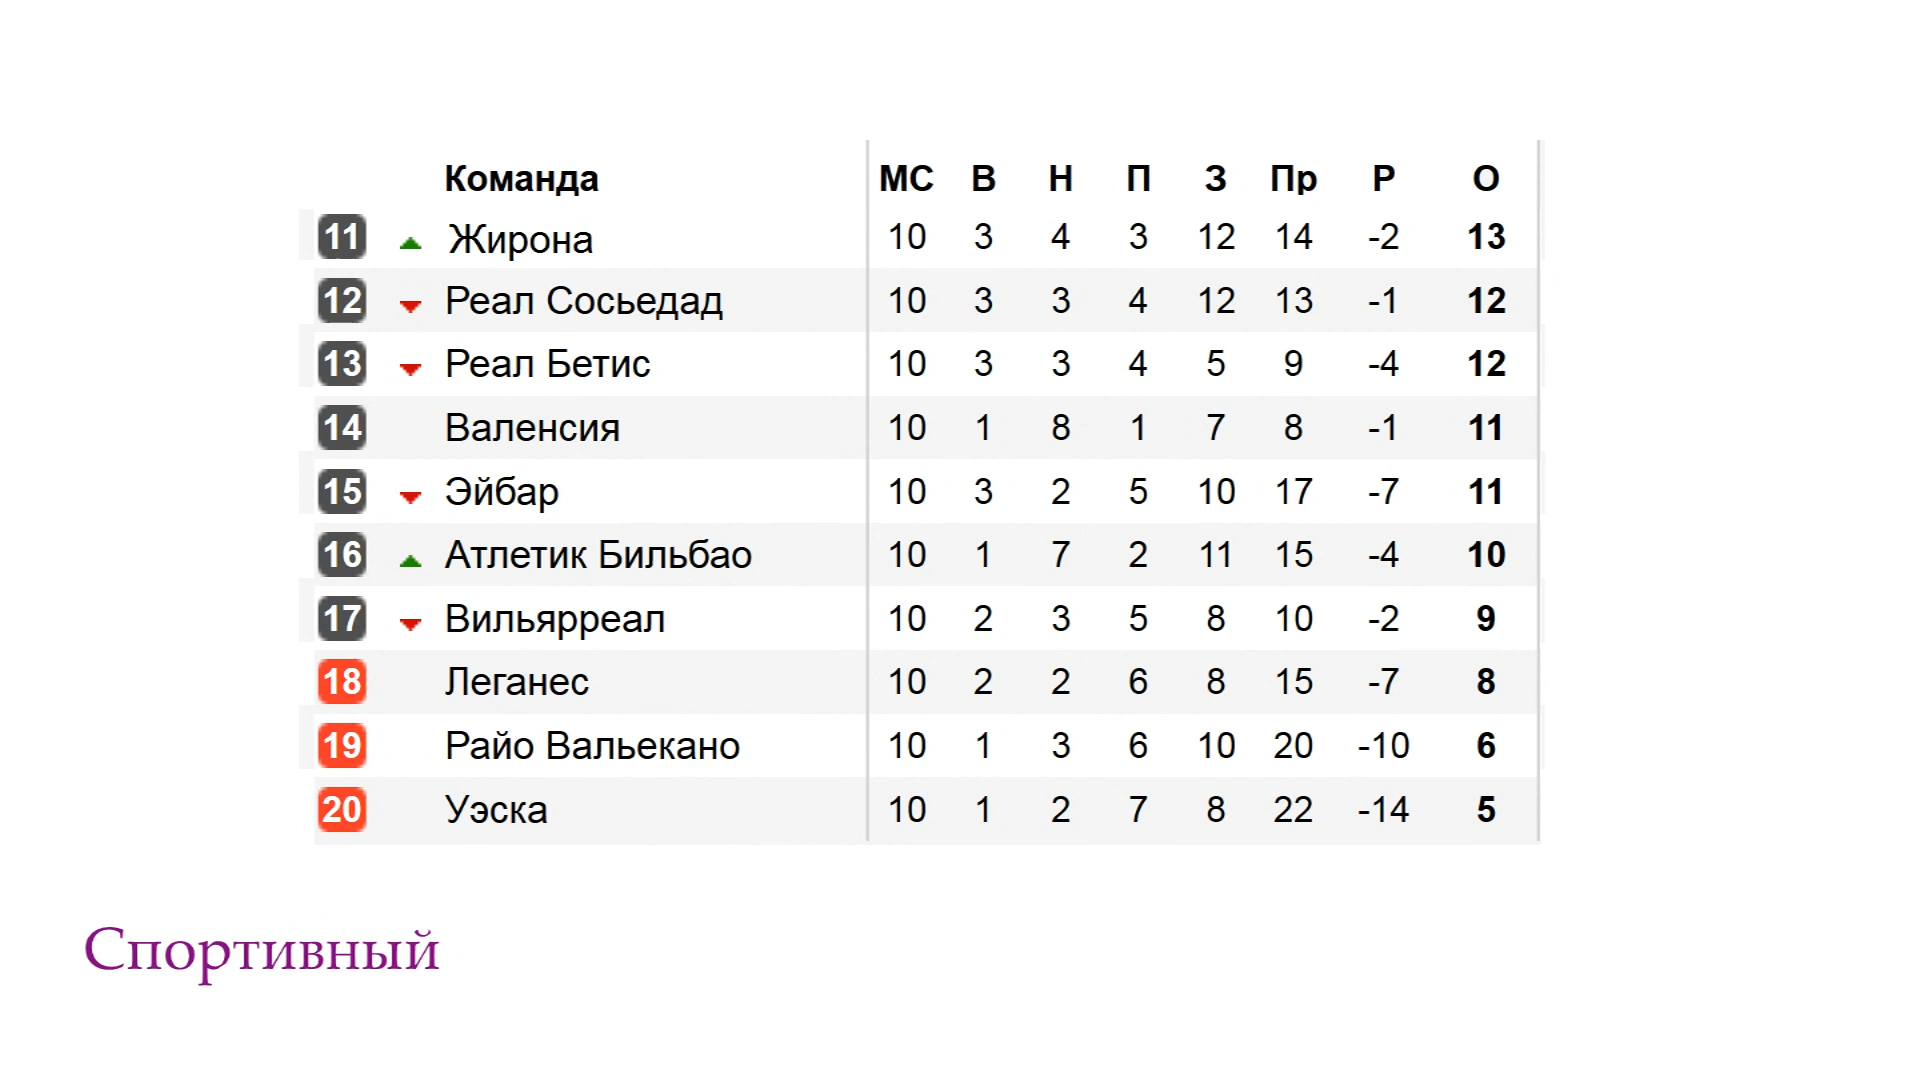 Команда МС В Н П З Пр Р О
11 Жирона 10 3 4 3 12 14 -2 13
12 Реал Сосьедад 10 3 3 4 12 13 -1 12
13 Реал Бетис 10 3 3 4 5 9 -4 12
14 Валенсия 10 1 8 1 7 8 -1 11
15 Эйбар 10 3 2 5 10 17 -7 11
16 Атлетик Бильбао 10 1 7 2 11 15 -4 10
17 Вильярреал 10 2 3 5 8 10 -2 9
18 Леганес 10 2 2 6 8 15 -7 8
19 Райо Вальекано 10 1 3 6 10 20 -10 6
20 Уэска 10 1 2 7 8 22 -14 5
Спортивный